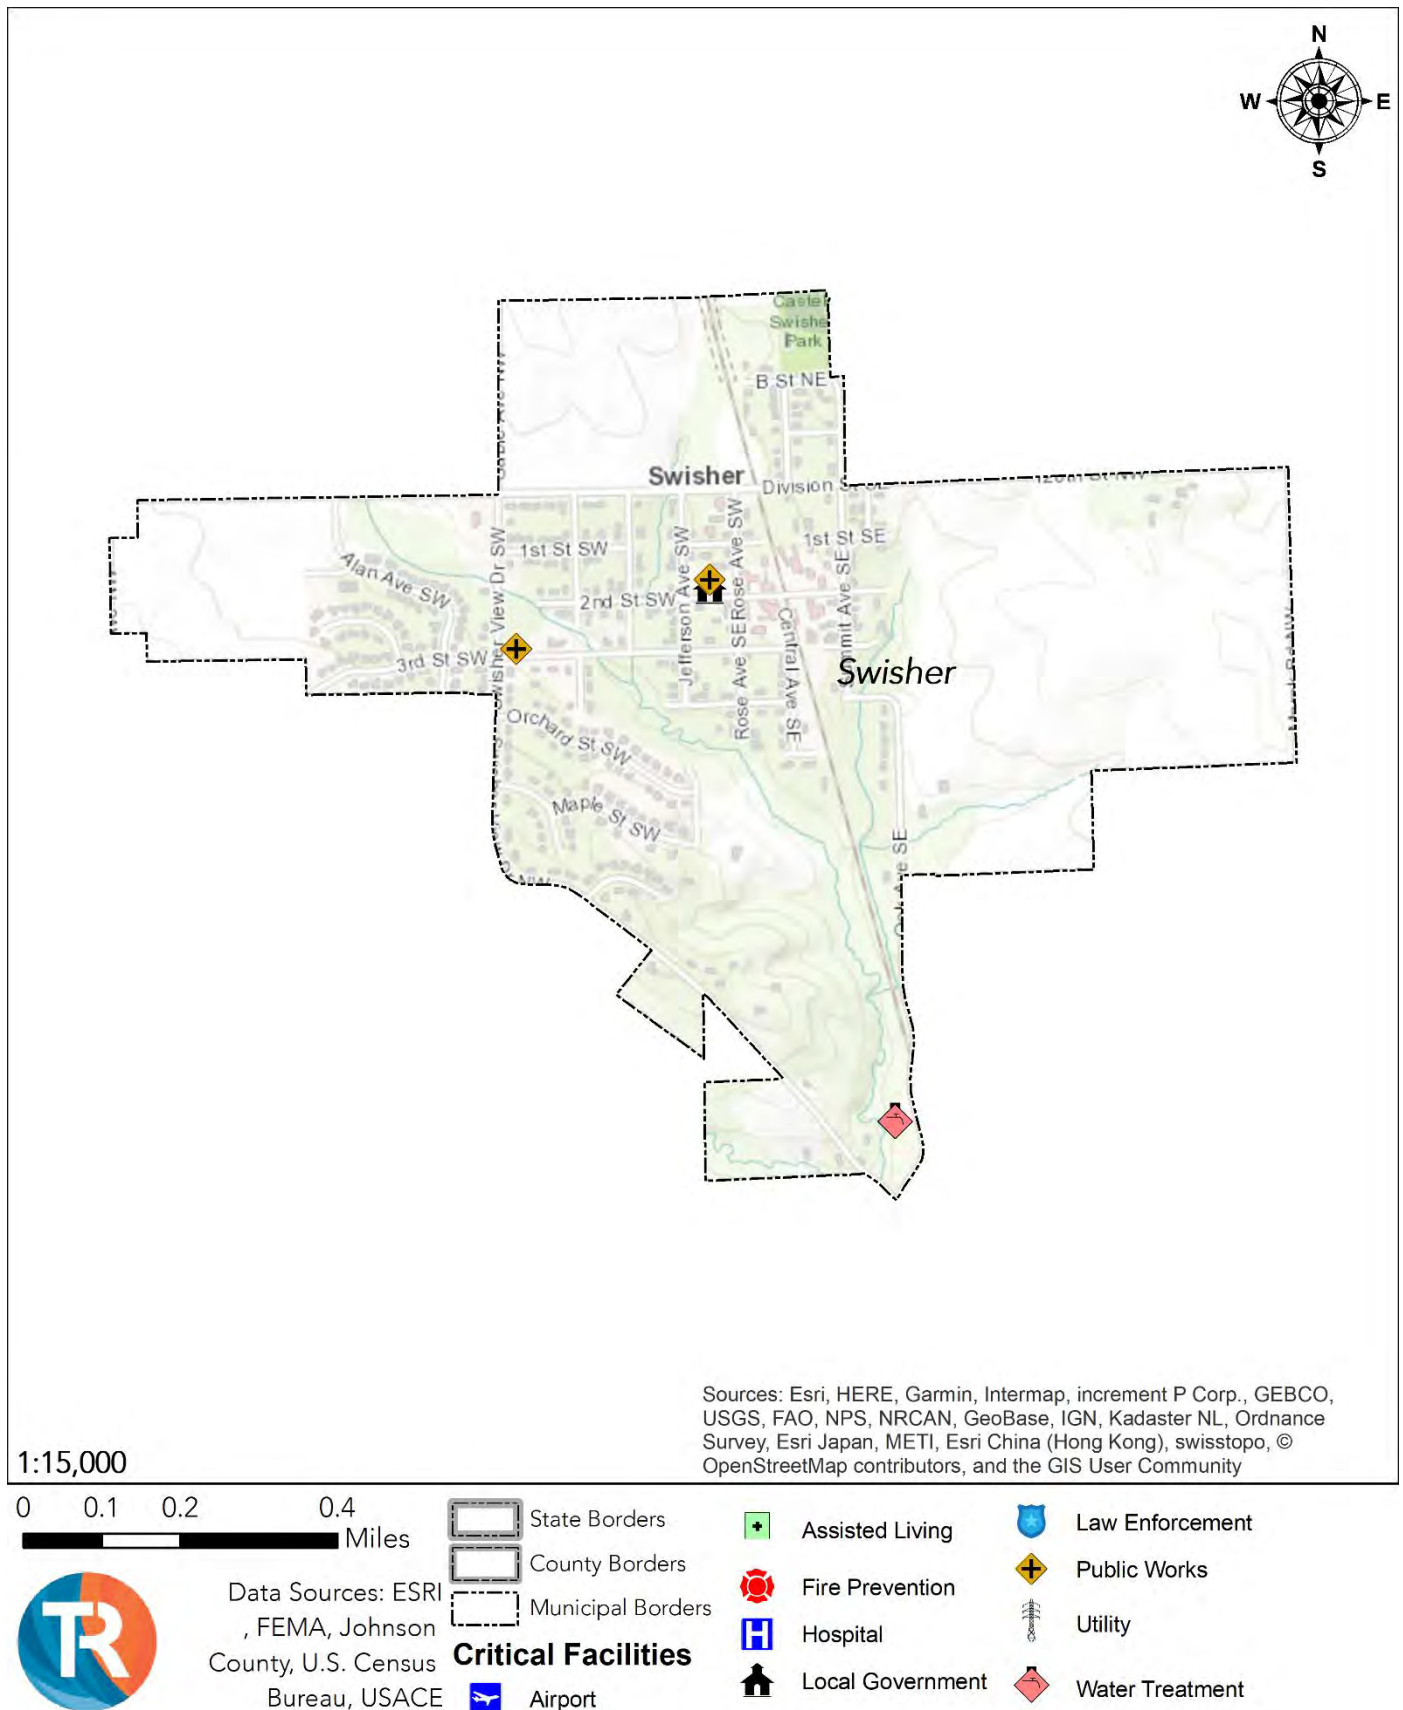 N
W E
S
Swisher
Park
B St NE
Swisher
Division
1st St SE
1st St SW
Alan Ave SW
2nd St SW
3rd St SW
Swisher View Dr SW
Jefferson Ave SW
Rose Ave SW
Rose Ave SE
Central Ave SE
Swisher
Orchard St SW
Maple St SW
Sources: Esri, HERE, Garmin, Intermap, increment P Corp., GEBCO,
USGS, FAO, NPS, NRCAN, GeoBase, IGN, Kadaster NL, Ordnance
Survey, Esri Japan, METI, Esri China (Hong Kong), swisstopo, ©
OpenStreetMap contributors, and the GIS User Community
1:15,000
0 0.1 0.2 0.4
Miles
Data Sources: ESRI
, FEMA, Johnson
County, U.S. Census
Bureau, USACE
TR
State Borders
County Borders
Municipal Borders
Critical Facilities
Airport
Assisted Living
Fire Prevention
H Hospital
Local Government
Law Enforcement
Public Works
Utility
Water Treatment